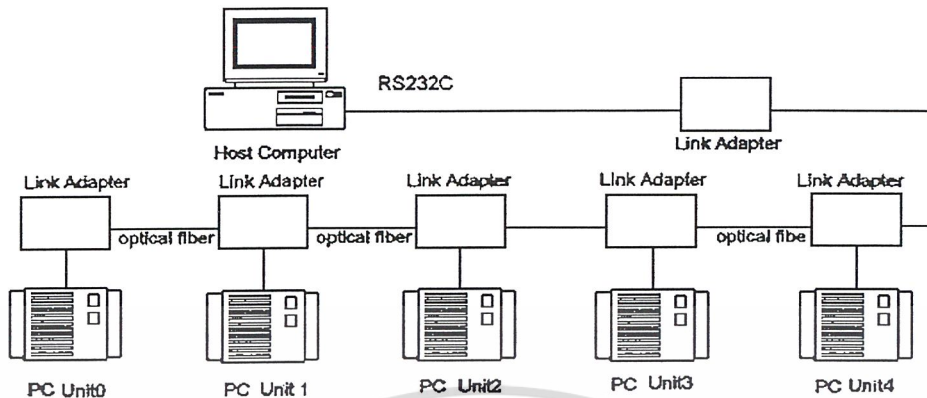 RS232C
Host Computer
Link Adapter
Link Adapter
Link Adapter
Link Adapter
Link Adapter
Link Adapter
optical fiber
optical fiber
optical fibe
PC Unit0
PC Unit 1
PC Unit2
PC Unit3
PC Unit4